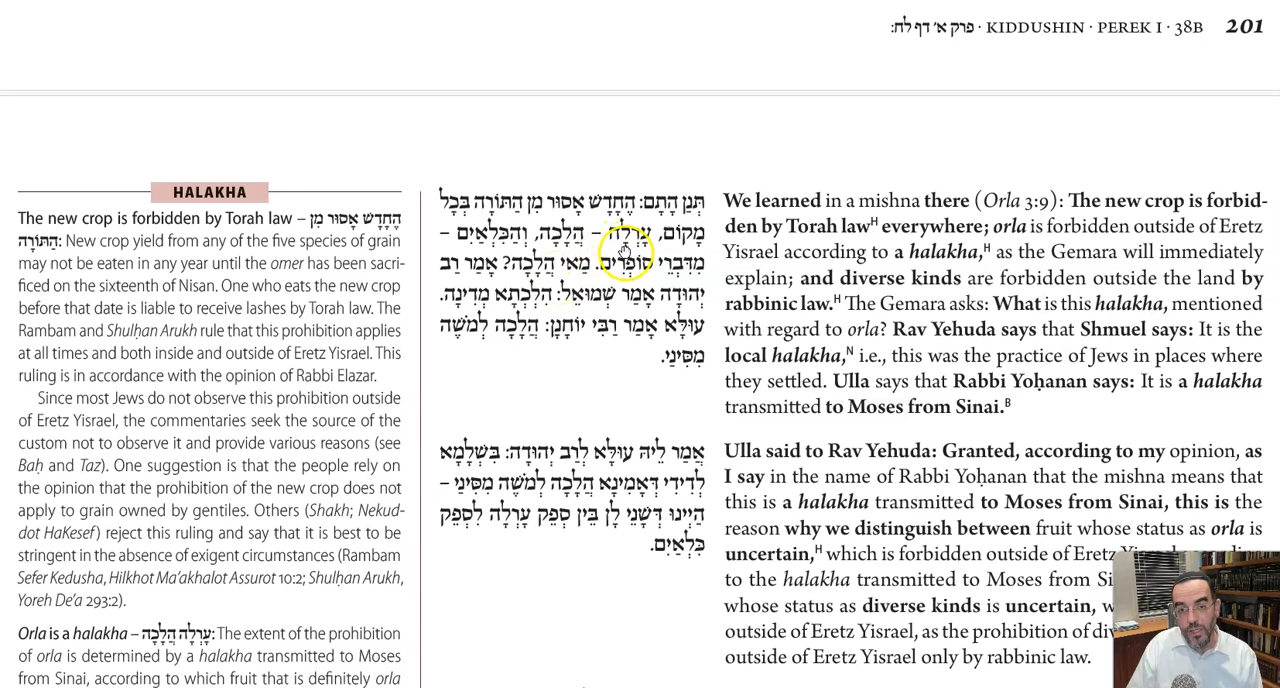 פרק א׳ דף לח: · KIDDUSHIN · PEREK I · 38B 201
HALAKHA
The new crop is forbidden by Torah law – הֶחָדָשׁ אָסוּר מִן
הַתּוֹרָה: New crop yield from any of the five species of grain
may not be eaten in any year until the omer has been sacri-
ficed on the sixteenth of Nisan. One who eats the new crop
before that date is liable to receive lashes by Torah law. The
Rambam and Shulḥan Arukh rule that this prohibition applies
at all times and both inside and outside of Eretz Yisrael. This
ruling is in accordance with the opinion of Rabbi Elazar.
Since most Jews do not observe this prohibition outside
of Eretz Yisrael, the commentaries seek the source of the
custom not to observe it and provide various reasons (see
Baḥ and Taz). One suggestion is that the people rely on
the opinion that the prohibition of the new crop does not
apply to grain owned by gentiles. Others (Shakh; Nekud-
dot HaKesef) reject this ruling and say that it is best to be
stringent in the absence of exigent circumstances (Rambam
Sefer Kedusha, Hilkhot Ma'akhalot Assurot 10:2; Shulḥan Arukh,
Yoreh De'a 293:2).
Orla is a halakha – עָרְלָה הֲלָכָה: The extent of the prohibition
of orla is determined by a halakha transmitted to Moses
from Sinai, according to which fruit that is definitely orla
תְּנַן הָתָם: הֶחָדָשׁ אָסוּר מִן הַתּוֹרָה בְּכָל
מָקוֹם, עָרְלָה – הֲלָכָה, וְהַכִּלְאַיִם –
מִדִּבְרֵי סוֹפְרִים. מַאי הֲלָכָה? אָמַר רַב
יְהוּדָה אָמַר שְׁמוּאֵל: הִלְכְתָא מְדִינָה.
עוּלָּא אָמַר רַבִּי יוֹחָנָן: הֲלָכָה לְמֹשֶׁה
מִסִּינַי.
אֲמַר לֵיהּ עוּלָּא לְרַב יְהוּדָה: בִּשְׁלָמָא
לְדִידִי דְּאָמֵינָא הֲלָכָה לְמֹשֶׁה מִסִּינַי –
הַיְינוּ דְּשָׁנֵי לָן בֵּין סְפֵק עָרְלָה לִסְפֵק
כִּלְאַיִם.
We learned in a mishna there (Orla 3:9): The new crop is forbid-
den by Torah lawᴴ everywhere; orla is forbidden outside of Eretz
Yisrael according to a halakha,ᴴ as the Gemara will immediately
explain; and diverse kinds are forbidden outside the land by
rabbinic law.ᴴ The Gemara asks: What is this halakha, mentioned
with regard to orla? Rav Yehuda says that Shmuel says: It is the
local halakha,ᴺ i.e., this was the practice of Jews in places where
they settled. Ulla says that Rabbi Yoḥanan says: It is a halakha
transmitted to Moses from Sinai.ᴮ
Ulla said to Rav Yehuda: Granted, according to my opinion, as
I say in the name of Rabbi Yoḥanan that the mishna means that
this is a halakha transmitted to Moses from Sinai, this is the
reason why we distinguish between fruit whose status as orla is
uncertain,ᴴ which is forbidden outside of Eretz
to the halakha transmitted to Moses from
whose status as diverse kinds is uncertain,
outside of Eretz Yisrael, as the prohibition of
outside of Eretz Yisrael only by rabbinic law.